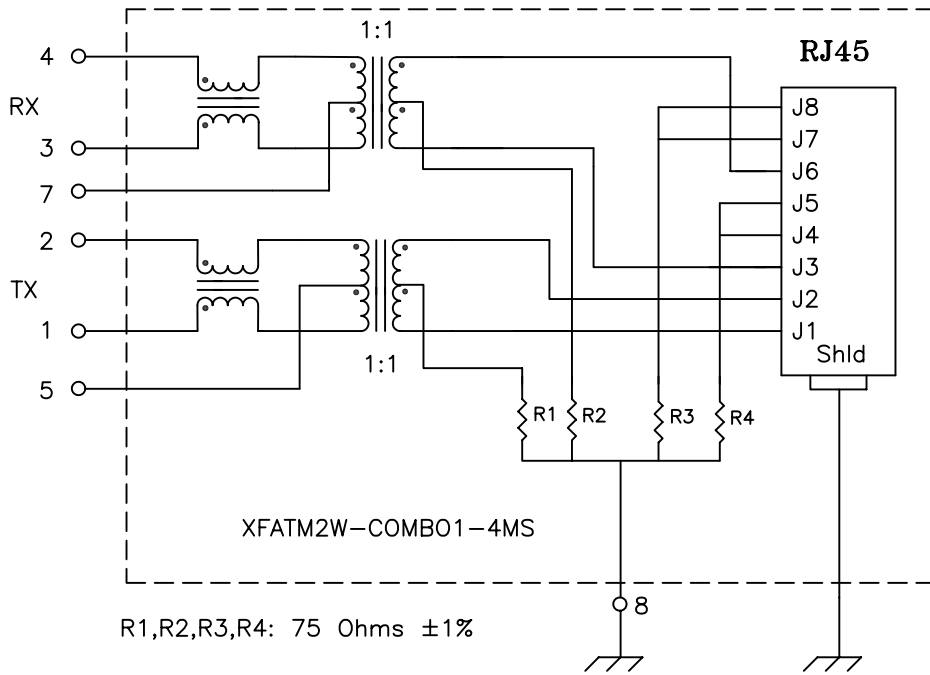 1:1
RJ45
4
RX
3
7
2
TX
1
5
1:1
J8
J7
J6
J5
J4
J3
J2
J1
Shld
R1
R2
R3
R4
XFATM2W-COMBO1-4MS
8
R1,R2,R3,R4: 75 Ohms ±1%